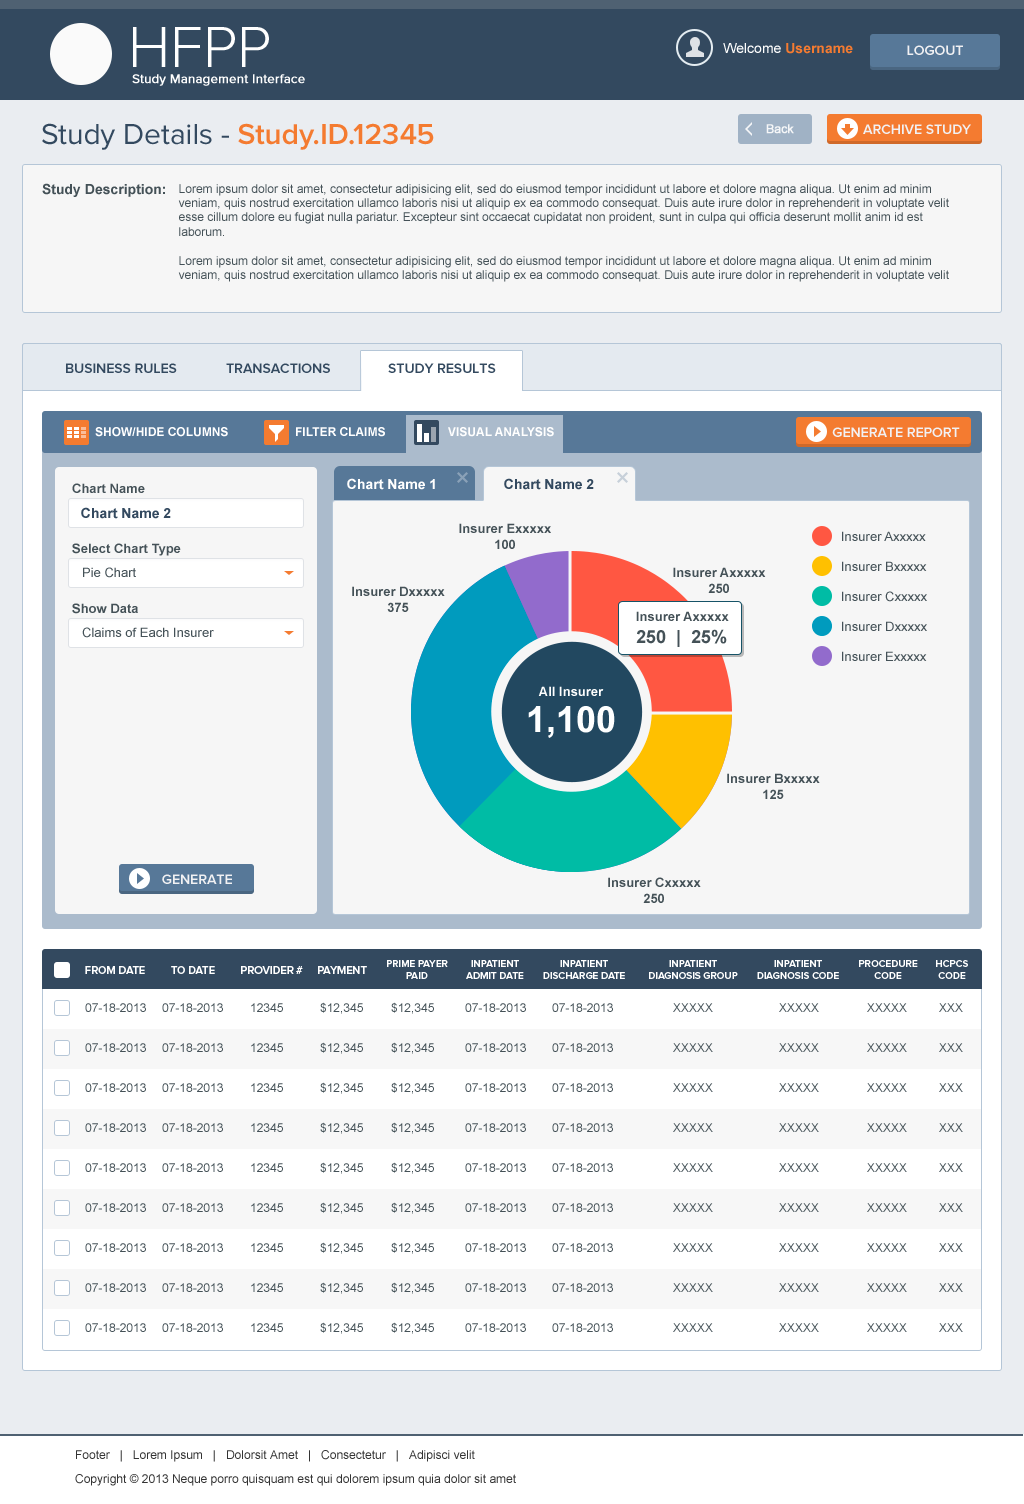 HFPP
Study Management Interface
Welcome Username
LOGOUT
Study Details - Study.ID.12345
Back
ARCHIVE STUDY
Study Description:
Lorem ipsum dolor sit amet, consectetur adipisicing elit, sed do eiusmod tempor incididunt ut labore et dolore magna aliqua. Ut enim ad minim
veniam, quis nostrud exercitation ullamco laboris nisi ut aliquip ex ea commodo consequat. Duis aute irure dolor in reprehenderit in voluptate velit
esse cillum dolore eu fugiat nulla pariatur. Excepteur sint occaecat cupidatat non proident, sunt in culpa qui officia deserunt mollit anim id est
laborum.
Lorem ipsum dolor sit amet, consectetur adipisicing elit, sed do eiusmod tempor incididunt ut labore et dolore magna aliqua. Ut enim ad minim
veniam, quis nostrud exercitation ullamco laboris nisi ut aliquip ex ea commodo consequat. Duis aute irure dolor in reprehenderit in voluptate velit
BUSINESS RULES
TRANSACTIONS
STUDY RESULTS
SHOW/HIDE COLUMNS
FILTER CLAIMS
VISUAL ANALYSIS
GENERATE REPORT
Chart Name
Chart Name 2
Select Chart Type
Pie Chart
Show Data
Claims of Each Insurer
GENERATE
Chart Name 1
Chart Name 2
Insurer Exxxxx
100
Insurer Axxxxx
250
Insurer Dxxxxx
375
Insurer Axxxxx
250 | 25%
All Insurer
1,100
Insurer Bxxxxx
125
Insurer Cxxxxx
250
Insurer Axxxxx
Insurer Bxxxxx
Insurer Cxxxxx
Insurer Dxxxxx
Insurer Exxxxx
FROM DATE TO DATE PROVIDER # PAYMENT PRIME PAYER PAID INPATIENT ADMIT DATE INPATIENT DISCHARGE DATE INPATIENT DIAGNOSIS GROUP INPATIENT DIAGNOSIS CODE PROCEDURE CODE HCPCS CODE
07-18-2013 07-18-2013 12345 $12,345 $12,345 07-18-2013 07-18-2013 XXXXX XXXXX XXXXX XXX
07-18-2013 07-18-2013 12345 $12,345 $12,345 07-18-2013 07-18-2013 XXXXX XXXXX XXXXX XXX
07-18-2013 07-18-2013 12345 $12,345 $12,345 07-18-2013 07-18-2013 XXXXX XXXXX XXXXX XXX
07-18-2013 07-18-2013 12345 $12,345 $12,345 07-18-2013 07-18-2013 XXXXX XXXXX XXXXX XXX
07-18-2013 07-18-2013 12345 $12,345 $12,345 07-18-2013 07-18-2013 XXXXX XXXXX XXXXX XXX
07-18-2013 07-18-2013 12345 $12,345 $12,345 07-18-2013 07-18-2013 XXXXX XXXXX XXXXX XXX
07-18-2013 07-18-2013 12345 $12,345 $12,345 07-18-2013 07-18-2013 XXXXX XXXXX XXXXX XXX
07-18-2013 07-18-2013 12345 $12,345 $12,345 07-18-2013 07-18-2013 XXXXX XXXXX XXXXX XXX
07-18-2013 07-18-2013 12345 $12,345 $12,345 07-18-2013 07-18-2013 XXXXX XXXXX XXXXX XXX
Footer | Lorem Ipsum | Dolorsit Amet | Consectetur | Adipisci velit
Copyright © 2013 Neque porro quisquam est qui dolorem ipsum quia dolor sit amet